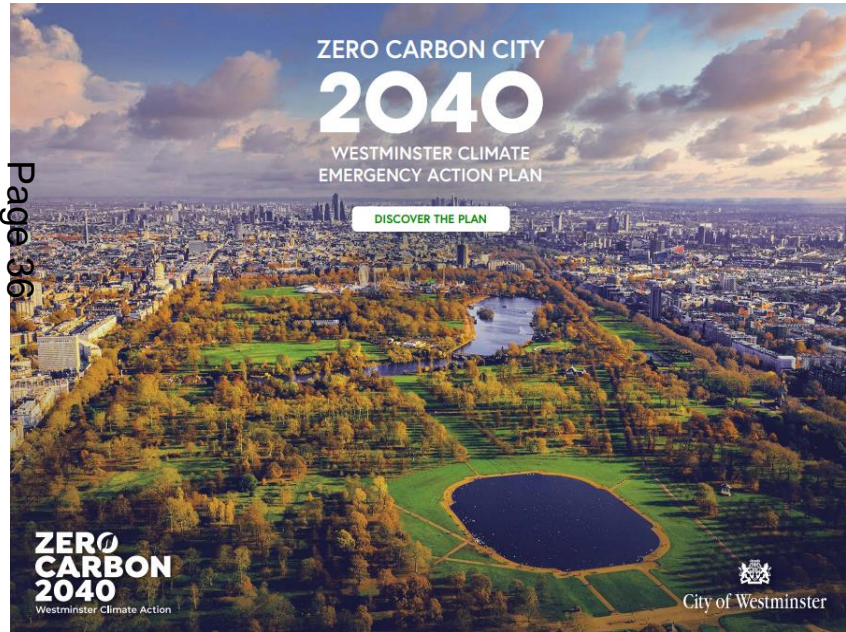 ZERO CARBON CITY
2040
WESTMINSTER CLIMATE
EMERGENCY ACTION PLAN
DISCOVER THE PLAN
Page 36
ZERO
CARBON
2040
Westminster Climate Action
City of Westminster